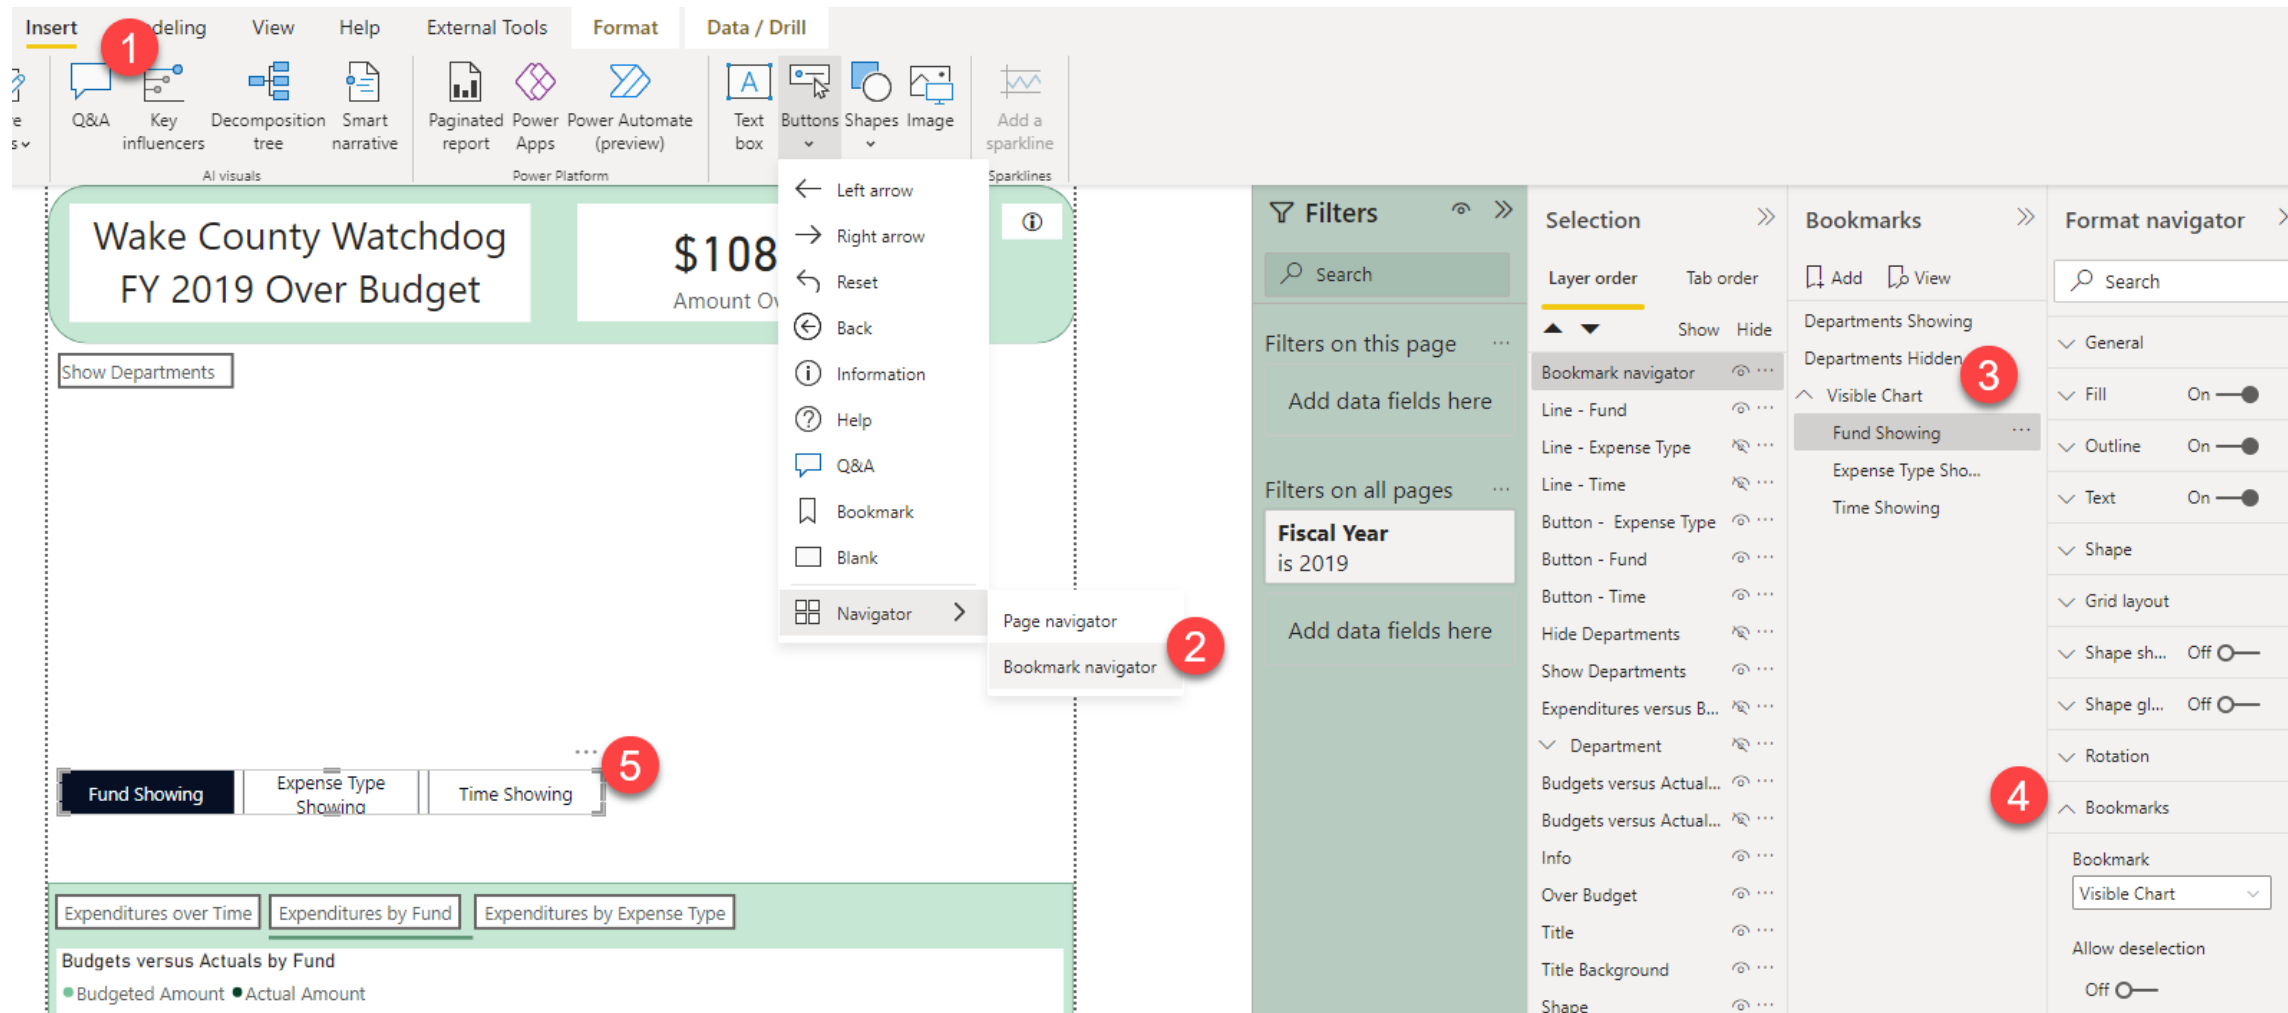 Insert
deling
View
Help
External Tools
Format
Data / Drill
1
re
s
Q&A
Key
influencers
Decomposition
tree
Smart
narrative
Paginated
report
Power
Apps
Power Automate
(preview)
Text
box
Buttons
Shapes
Image
Add a
sparkline
AI visuals
Power Platform
Sparklines
Wake County Watchdog
FY 2019 Over Budget
$108
Amount Ov
Show Departments
Left arrow
Right arrow
Reset
Back
Information
Help
Q&A
Bookmark
Blank
Navigator
Page navigator
Bookmark navigator
2
Fund Showing
Expense Type
Showing
Time Showing
5
Expenditures over Time
Expenditures by Fund
Expenditures by Expense Type
Budgets versus Actuals by Fund
Budgeted Amount
Actual Amount
Filters
Search
Filters on this page
Add data fields here
Filters on all pages
Fiscal Year
is 2019
Add data fields here
Selection
Layer order
Tab order
Show
Hide
Bookmark navigator
Line - Fund
Line - Expense Type
Line - Time
Button - Expense Type
Button - Fund
Button - Time
Hide Departments
Show Departments
Expenditures versus B...
Department
Budgets versus Actual...
Budgets versus Actual...
Info
Over Budget
Title
Title Background
Shape
Bookmarks
Add
View
Departments Showing
Departments Hidden
3
Visible Chart
Fund Showing
Expense Type Sho...
Time Showing
Format navigator
Search
General
Fill On
Outline On
Text On
Shape
Grid layout
Shape sh... Off
Shape gl... Off
Rotation
4
Bookmarks
Bookmark
Visible Chart
Allow deselection
Off